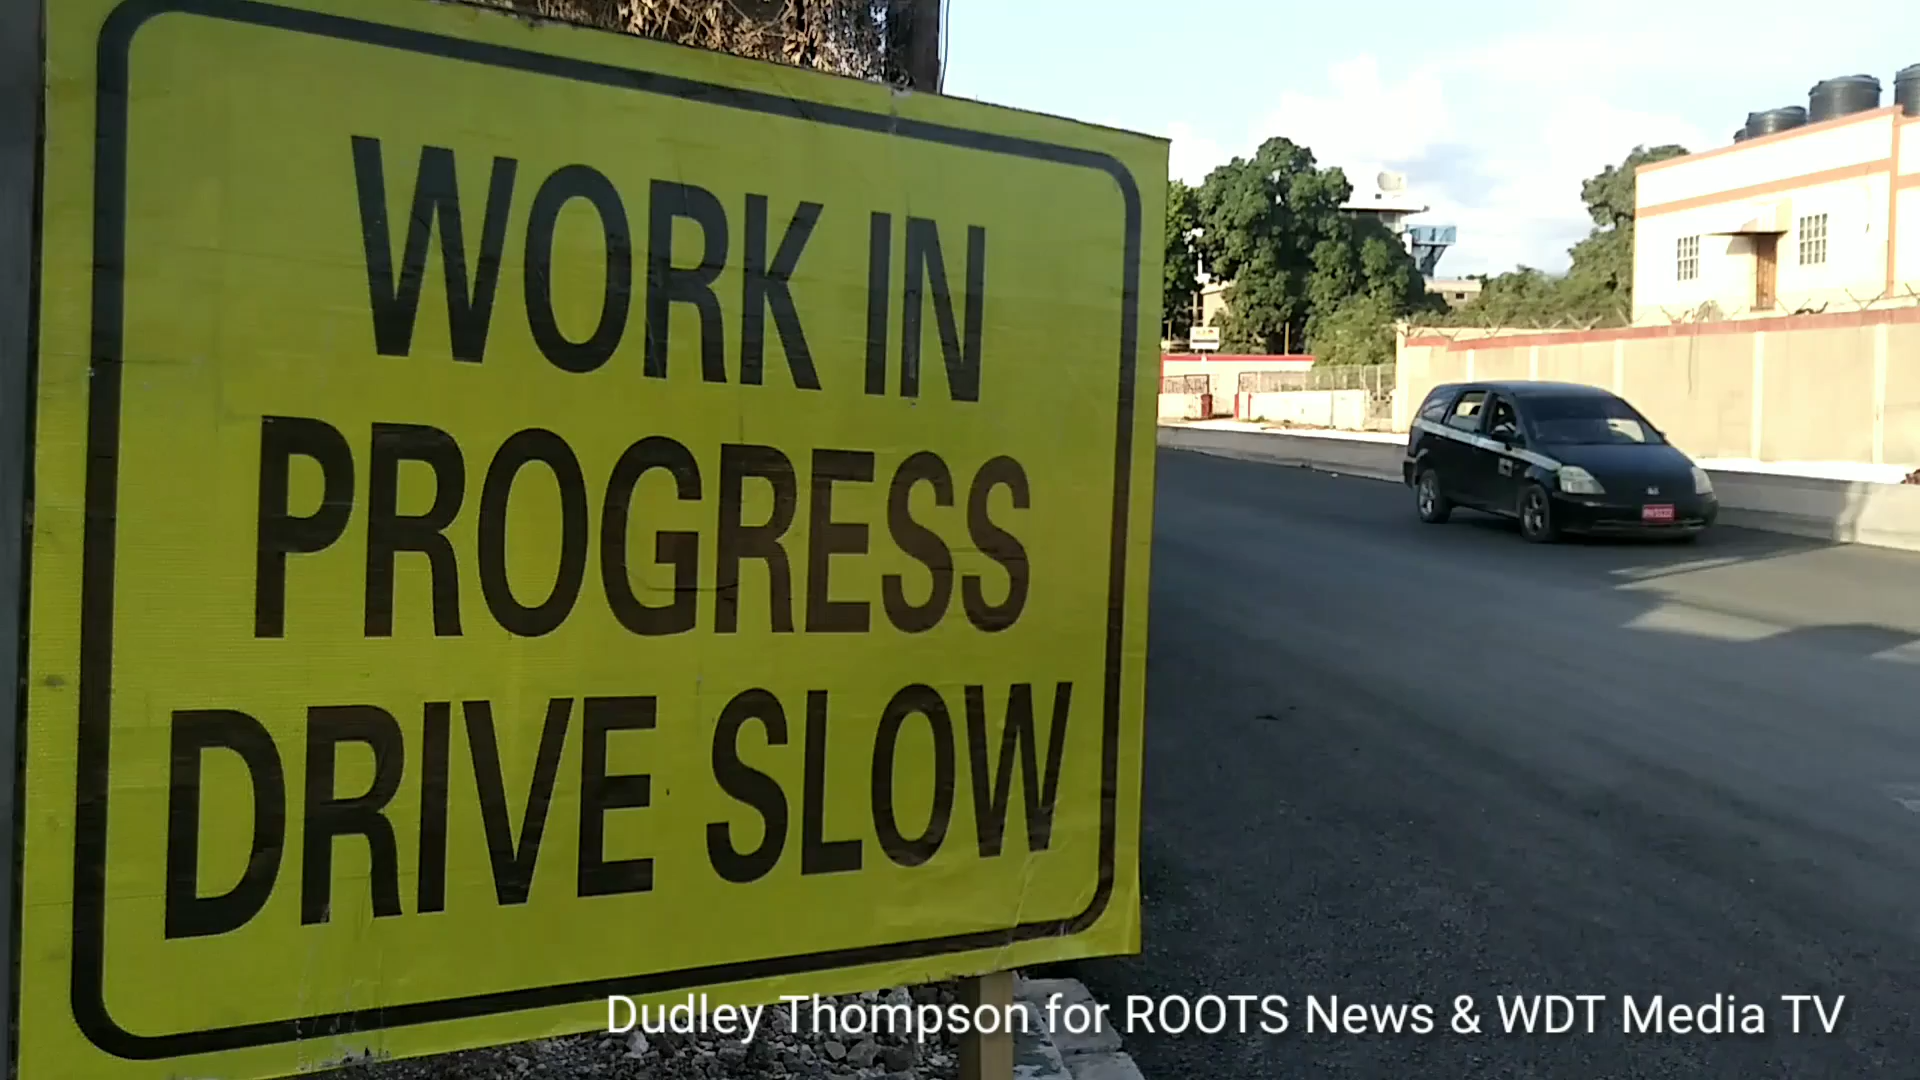 WORK IN
PROGRESS
DRIVE SLOW
Dudley Thompson for ROOTS News & WDT Media TV